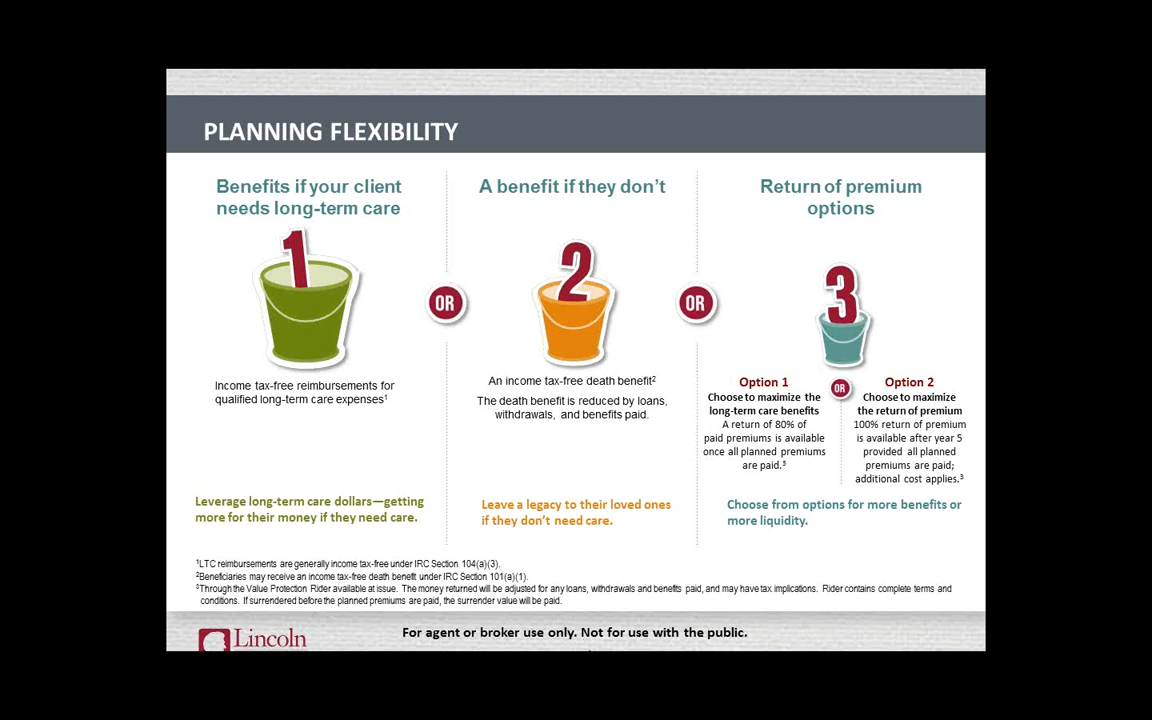 PLANNING FLEXIBILITY
Benefits if your client
needs long-term care
1
Income tax-free reimbursements for
qualified long-term care expenses¹
Leverage long-term care dollars—getting
more for their money if they need care.
OR
A benefit if they don't
2
An income tax-free death benefit²
The death benefit is reduced by loans,
withdrawals, and benefits paid.
Leave a legacy to their loved ones
if they don't need care.
OR
Return of premium
options
3
Option 1
Choose to maximize the
long-term care benefits
A return of 80% of
paid premiums is available
once all planned premiums
are paid.³
OR
Option 2
Choose to maximize
the return of premium
100% return of premium
is available after year 5
provided all planned
premiums are paid;
additional cost applies.³
Choose from options for more benefits or
more liquidity.
¹LTC reimbursements are generally income tax-free under IRC Section 104(a)(3).
²Beneficiaries may receive an income tax-free death benefit under IRC Section 101(a)(1).
³Through the Value Protection Rider available at issue. The money returned will be adjusted for any loans, withdrawals and benefits paid, and may have tax implications. Rider contains complete terms and
conditions. If surrendered before the planned premiums are paid, the surrender value will be paid.
Lincoln
For agent or broker use only. Not for use with the public.